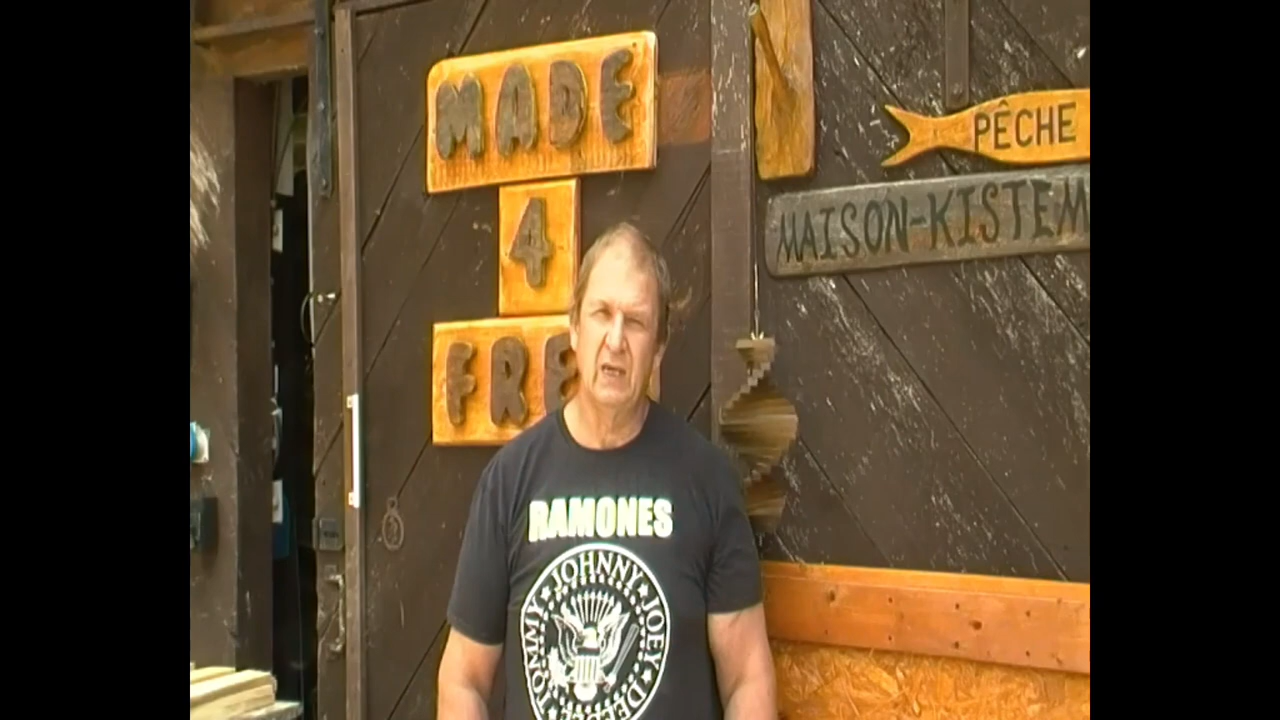 MADE
4
FRE
PÊCHE
MAISON-KISTEM
RAMONES
JOHNNY JOEY DEEDEE TOMMY